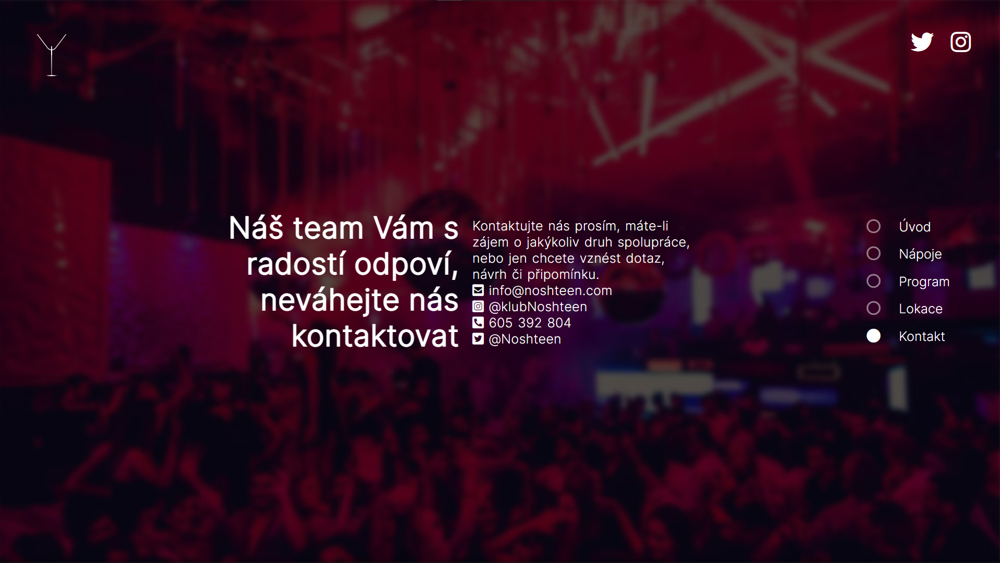 Náš team Vám s
radostí odpoví,
neváhejte nás
kontaktovat
Kontaktujte nás prosím, máte-li
zájem o jakýkoliv druh spolupráce,
nebo jen chcete vznést dotaz,
návrh či připomínku.
info@noshteen.com
@klubNoshteen
605 392 804
@Noshteen
Úvod
Nápoje
Program
Lokace
Kontakt